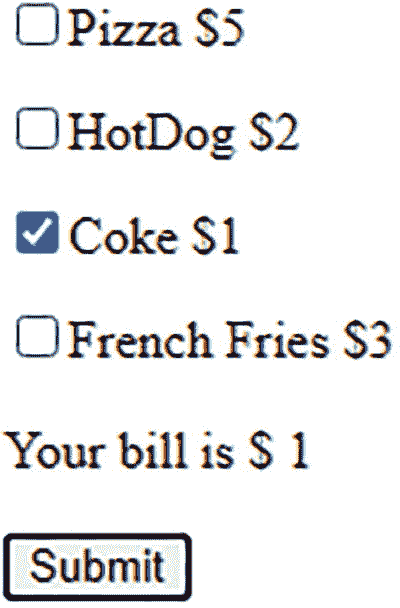 Pizza $5
HotDog $2
Coke $1
French Fries $3
Your bill is $ 1
Submit